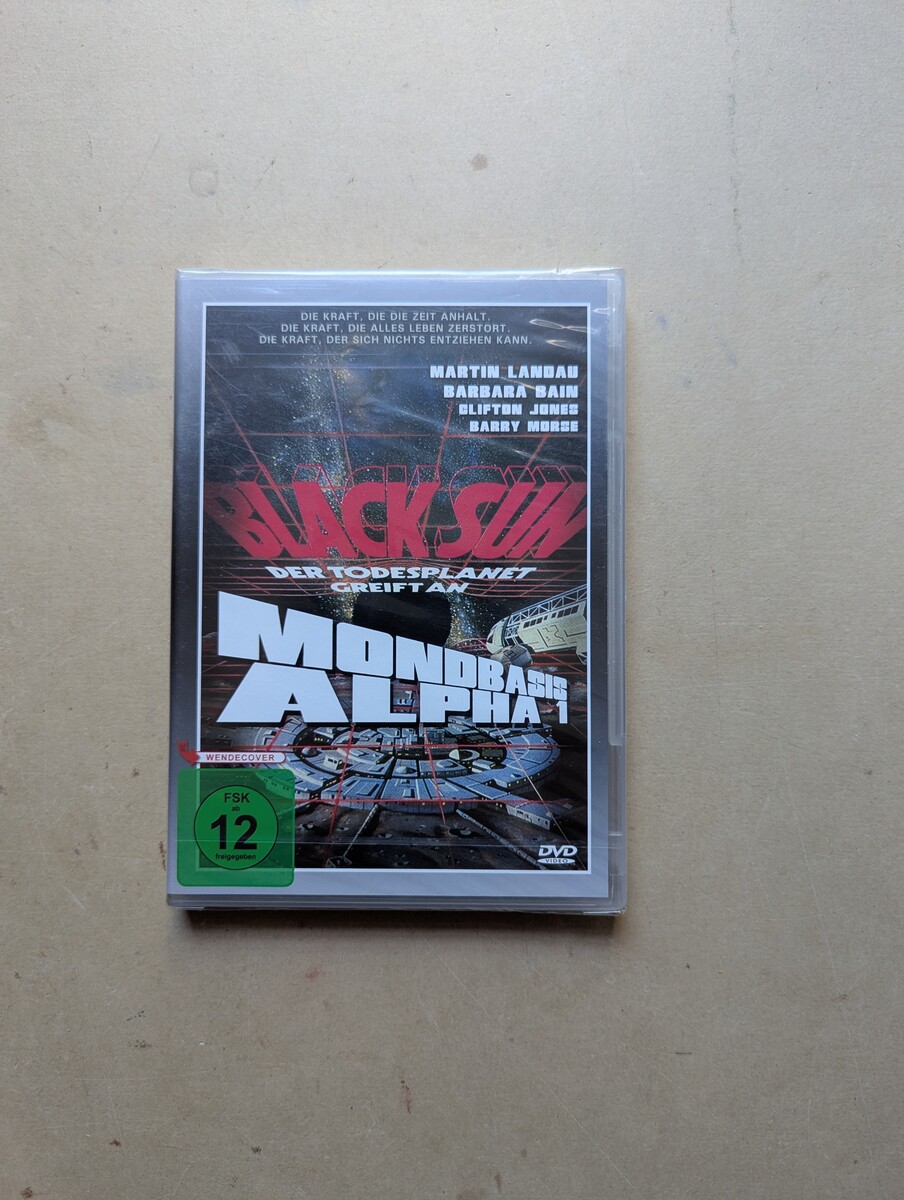 DIE KRAFT, DIE DIE ZEIT ANHALT.
DIE KRAFT, DIE ALLES LEBEN ZERSTÖRT.
DIE KRAFT, DER SICH NICHTS ENTZIEHEN KANN.
MARTIN LANDAU
BARBARA BAIN
CLIFTON JONES
BARRY MORSE
BLACK SUN
DER TODESPLANET
GREIFT AN
MONDBASIS
ALPHA 1
WENDECOVER
FSK
ab
12
freigegeben
DVD
VIDEO